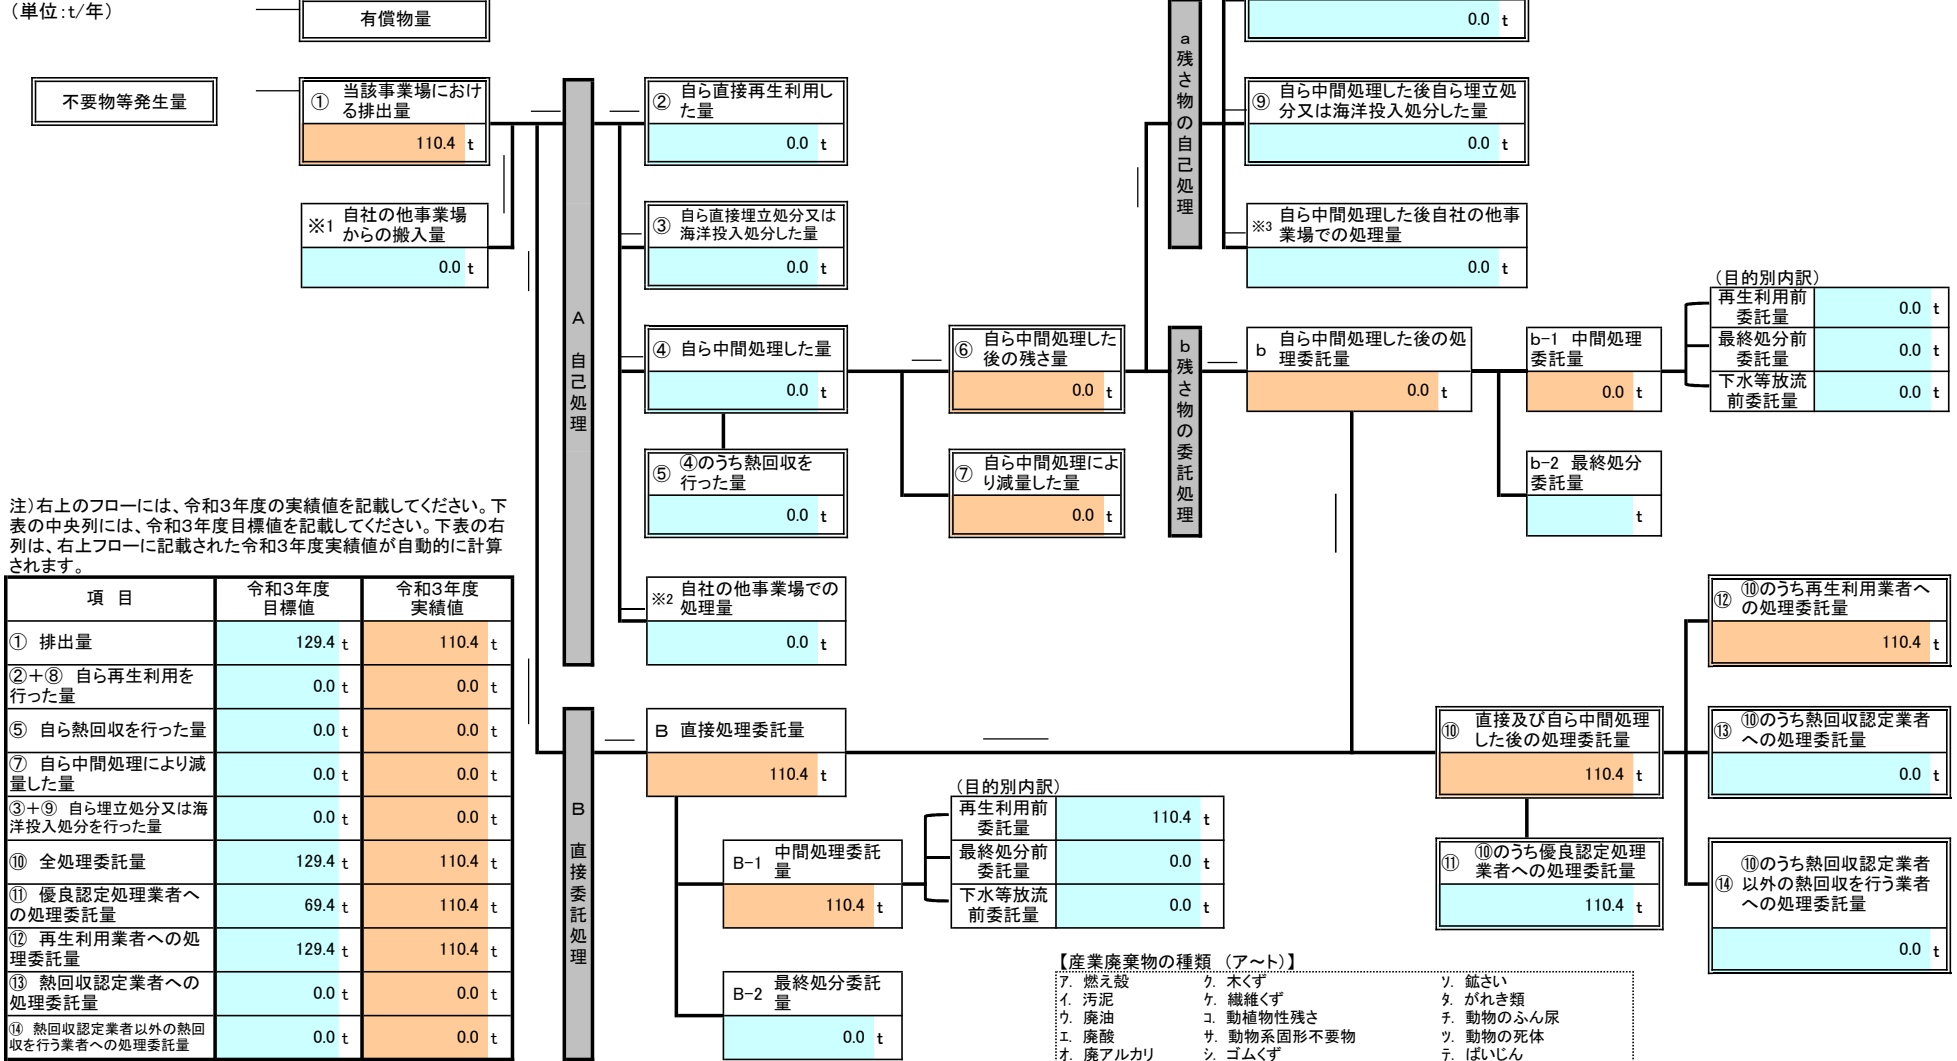 （単位：t/年）
有償物量
0.0 t
不要物等発生量
① 当該事業場におけ
る排出量
110.4 t
※1 自社の他事業場
からの搬入量
0.0 t
A 自己処理
② 自ら直接再生利用し
た量
0.0 t
③ 自ら直接埋立処分又は
海洋投入処分した量
0.0 t
④ 自ら中間処理した量
0.0 t
⑤ ④のうち熱回収を
行った量
0.0 t
※2 自社の他事業場での
処理量
0.0 t
⑥ 自ら中間処理した
後の残さ量
0.0 t
⑦ 自ら中間処理によ
り減量した量
0.0 t
a 残さ物の自己処理
⑨ 自ら中間処理した後自ら埋立処
分又は海洋投入処分した量
0.0 t
※3 自ら中間処理した後自社の他事
業場での処理量
0.0 t
b 残さ物の委託処理
b 自ら中間処理した後の処
理委託量
0.0 t
b-1 中間処理
委託量
0.0 t
b-2 最終処分
委託量
t
（目的別内訳）
再生利用前
委託量 0.0 t
最終処分前
委託量 0.0 t
下水等放流
前委託量 0.0 t
注）右上のフローには、令和3年度の実績値を記載してください。下
表の中央列には、令和3年度目標値を記載してください。下表の右
列は、右上フローに記載された令和3年度実績値が自動的に計算
されます。
項 目 令和3年度
目標値 令和3年度
実績値
① 排出量 129.4 t 110.4 t
②＋⑧ 自ら再生利用を
行った量 0.0 t 0.0 t
⑤ 自ら熱回収を行った量 0.0 t 0.0 t
⑦ 自ら中間処理により減
量した量 0.0 t 0.0 t
③＋⑨ 自ら埋立処分又は海
洋投入処分を行った量 0.0 t 0.0 t
⑩ 全処理委託量 129.4 t 110.4 t
⑪ 優良認定処理業者へ
の処理委託量 69.4 t 110.4 t
⑫ 再生利用業者への処
理委託量 129.4 t 110.4 t
⑬ 熱回収認定業者への
処理委託量 0.0 t 0.0 t
⑭ 熱回収認定業者以外の熱回
収を行う業者への処理委託量 0.0 t 0.0 t
B 直接委託処理
B 直接処理委託量
110.4 t
B-1 中間処理委託
量
110.4 t
B-2 最終処分委託
量
0.0 t
（目的別内訳）
再生利用前
委託量 110.4 t
最終処分前
委託量 0.0 t
下水等放流
前委託量 0.0 t
⑩ 直接及び自ら中間処理
した後の処理委託量
110.4 t
⑪ ⑩のうち優良認定処理
業者への処理委託量
110.4 t
⑫ ⑩のうち再生利用業者へ
の処理委託量
110.4 t
⑬ ⑩のうち熱回収認定業者
への処理委託量
0.0 t
⑭ ⑩のうち熱回収認定業者
以外の熱回収を行う業者
への処理委託量
0.0 t
【産業廃棄物の種類 （ア～ト）】
ア. 燃え殻 ク. 木くず ソ. 鉱さい
イ. 汚泥 ケ. 繊維くず タ. がれき類
ウ. 廃油 コ. 動植物性残さ チ. 動物のふん尿
エ. 廃酸 サ. 動物系固形不要物 ツ. 動物の死体
オ. 廃アルカリ シ. ゴムくず テ. ばいじん